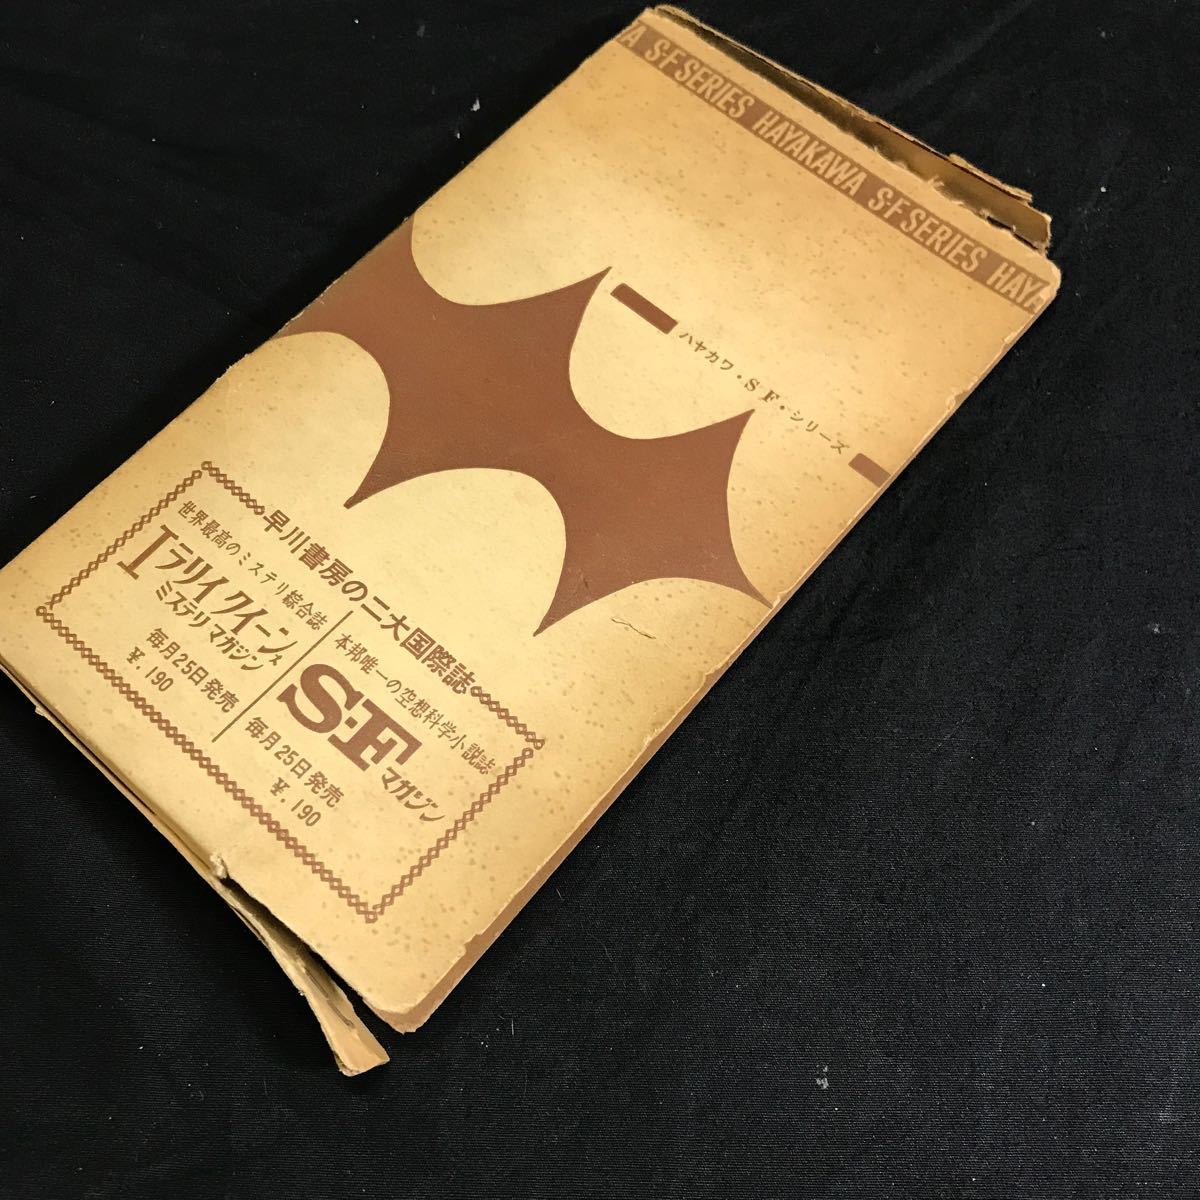 A S-F SERIES HAYAKAWA S-F SERIES HAYA
ハヤカワ・S・F・シリーズ
早川書房の二大国際誌
世界最高のミステリ綜合誌
エラリイクイーンズ
ミステリマガジン
毎月25日発売
¥.190
本邦唯一の空想科学小説誌
S・Fマガジン
毎月25日発売
¥.190